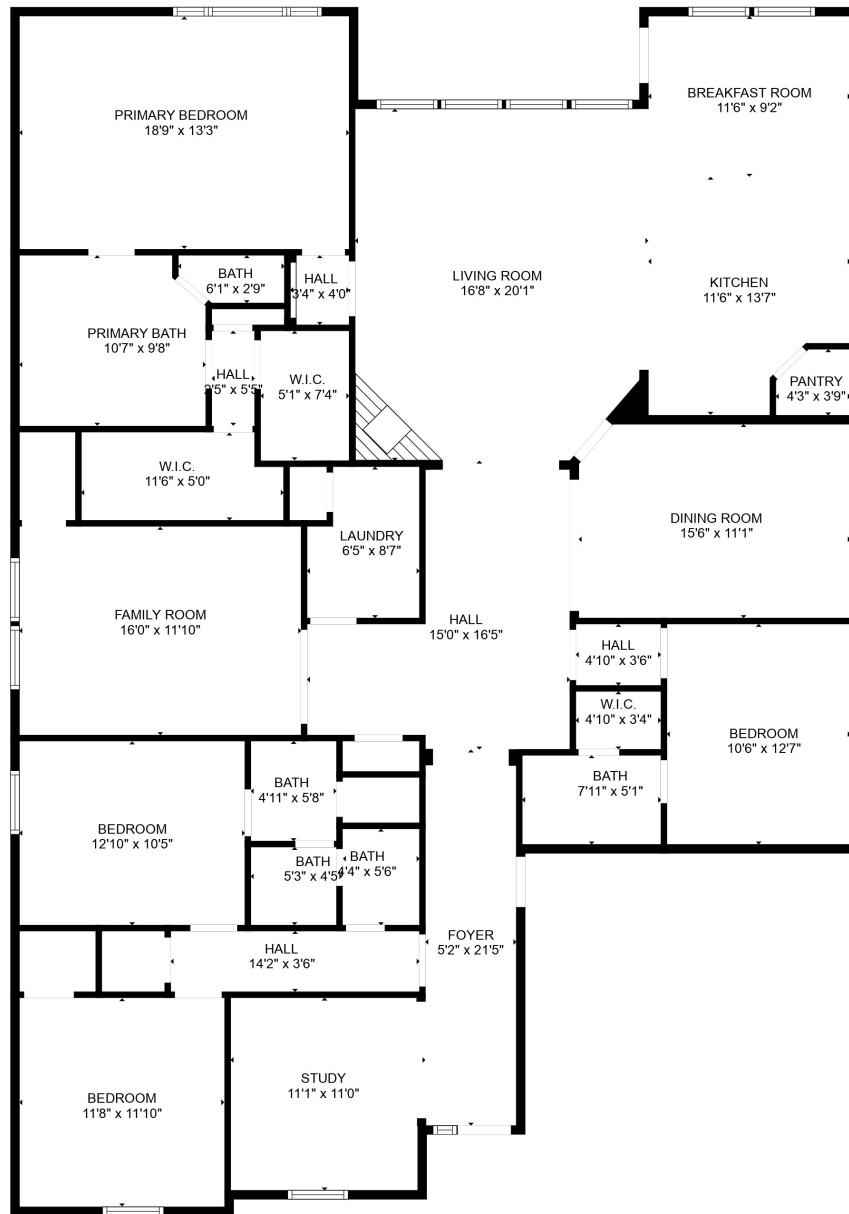 PRIMARY BEDROOM
18'9" x 13'3"
BREAKFAST ROOM
11'6" x 9'2"
BATH
6'1" x 2'9"
HALL
3'4" x 4'0"
LIVING ROOM
16'8" x 20'1"
KITCHEN
11'6" x 13'7"
PRIMARY BATH
10'7" x 9'8"
HALL
2'5" x 5'5"
W.I.C.
5'1" x 7'4"
PANTRY
4'3" x 3'9"
W.I.C.
11'6" x 5'0"
LAUNDRY
6'5" x 8'7"
DINING ROOM
15'6" x 11'1"
FAMILY ROOM
16'0" x 11'10"
HALL
15'0" x 16'5"
HALL
4'10" x 3'6"
W.I.C.
4'10" x 3'4"
BEDROOM
10'6" x 12'7"
BATH
7'11" x 5'1"
BATH
4'11" x 5'8"
BEDROOM
12'10" x 10'5"
BATH
5'3" x 4'5"
BATH
4'4" x 5'6"
HALL
14'2" x 3'6"
FOYER
5'2" x 21'5"
STUDY
11'1" x 11'0"
BEDROOM
11'8" x 11'10"